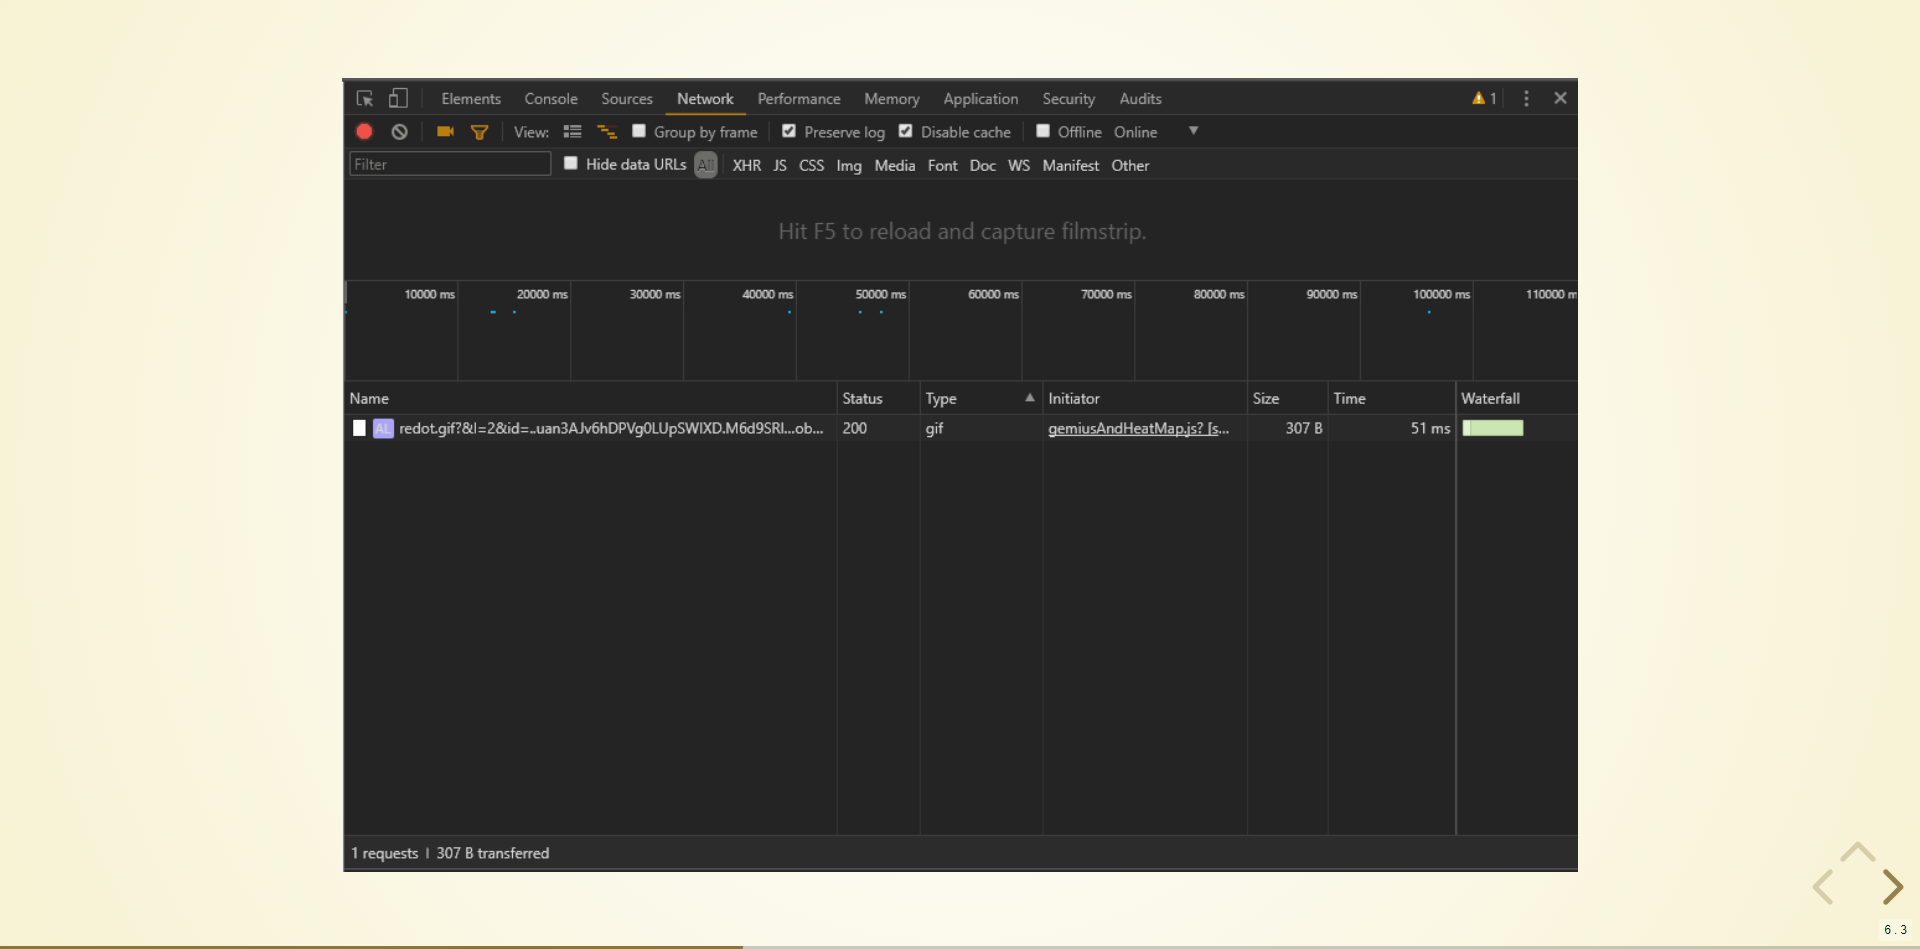 Elements Console Sources Network Performance Memory Application Security Audits 1
View: Group by frame Preserve log Disable cache Offline Online
Filter Hide data URLs All XHR JS CSS Img Media Font Doc WS Manifest Other
Hit F5 to reload and capture filmstrip.
10000 ms 20000 ms 30000 ms 40000 ms 50000 ms 60000 ms 70000 ms 80000 ms 90000 ms 100000 ms 110000 m
Name Status Type Initiator Size Time Waterfall
AL redot.gif?&l=2&id=..uan3AJv6hDPVg0LUpSWlXD.M6d9SRI...ob... 200 gif gemiusAndHeatMap.js? [s... 307 B 51 ms
1 requests | 307 B transferred
6.3